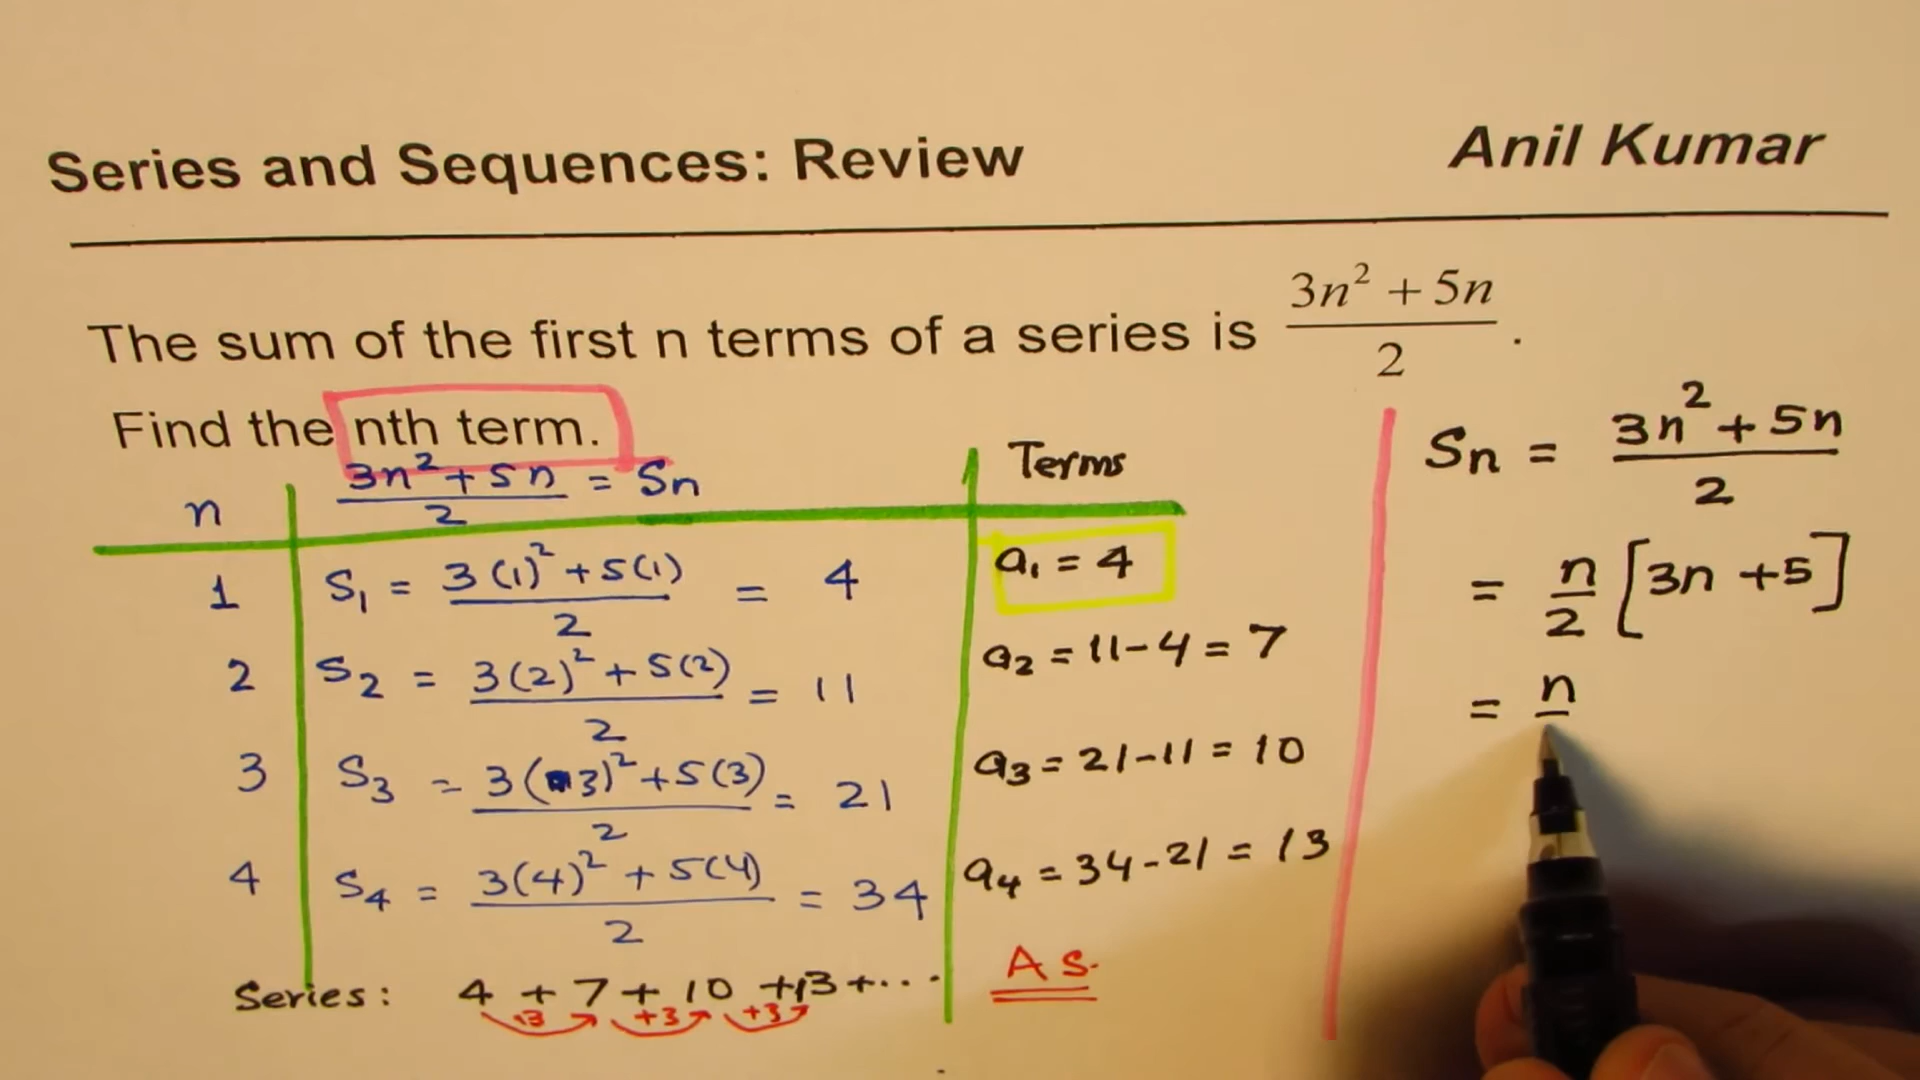 Series and Sequences: Review
Anil Kumar
The sum of the first n terms of a series is (3n² + 5n)/2 .
Find the nth term.
n | (3n² + 5n)/2 = Sn | Terms
1 | S₁ = (3(1)² + 5(1))/2 = 4 | a₁ = 4
2 | S₂ = (3(2)² + 5(2))/2 = 11 | a₂ = 11 - 4 = 7
3 | S₃ = (3(3)² + 5(3))/2 = 21 | a₃ = 21 - 11 = 10
4 | S₄ = (3(4)² + 5(4))/2 = 34 | a₄ = 34 - 21 = 13
Series: 4 + 7 + 10 + 13 + ...
+3 +3 +3
A S.
Sn = (3n² + 5n)/2
= n/2 [3n + 5]
= n